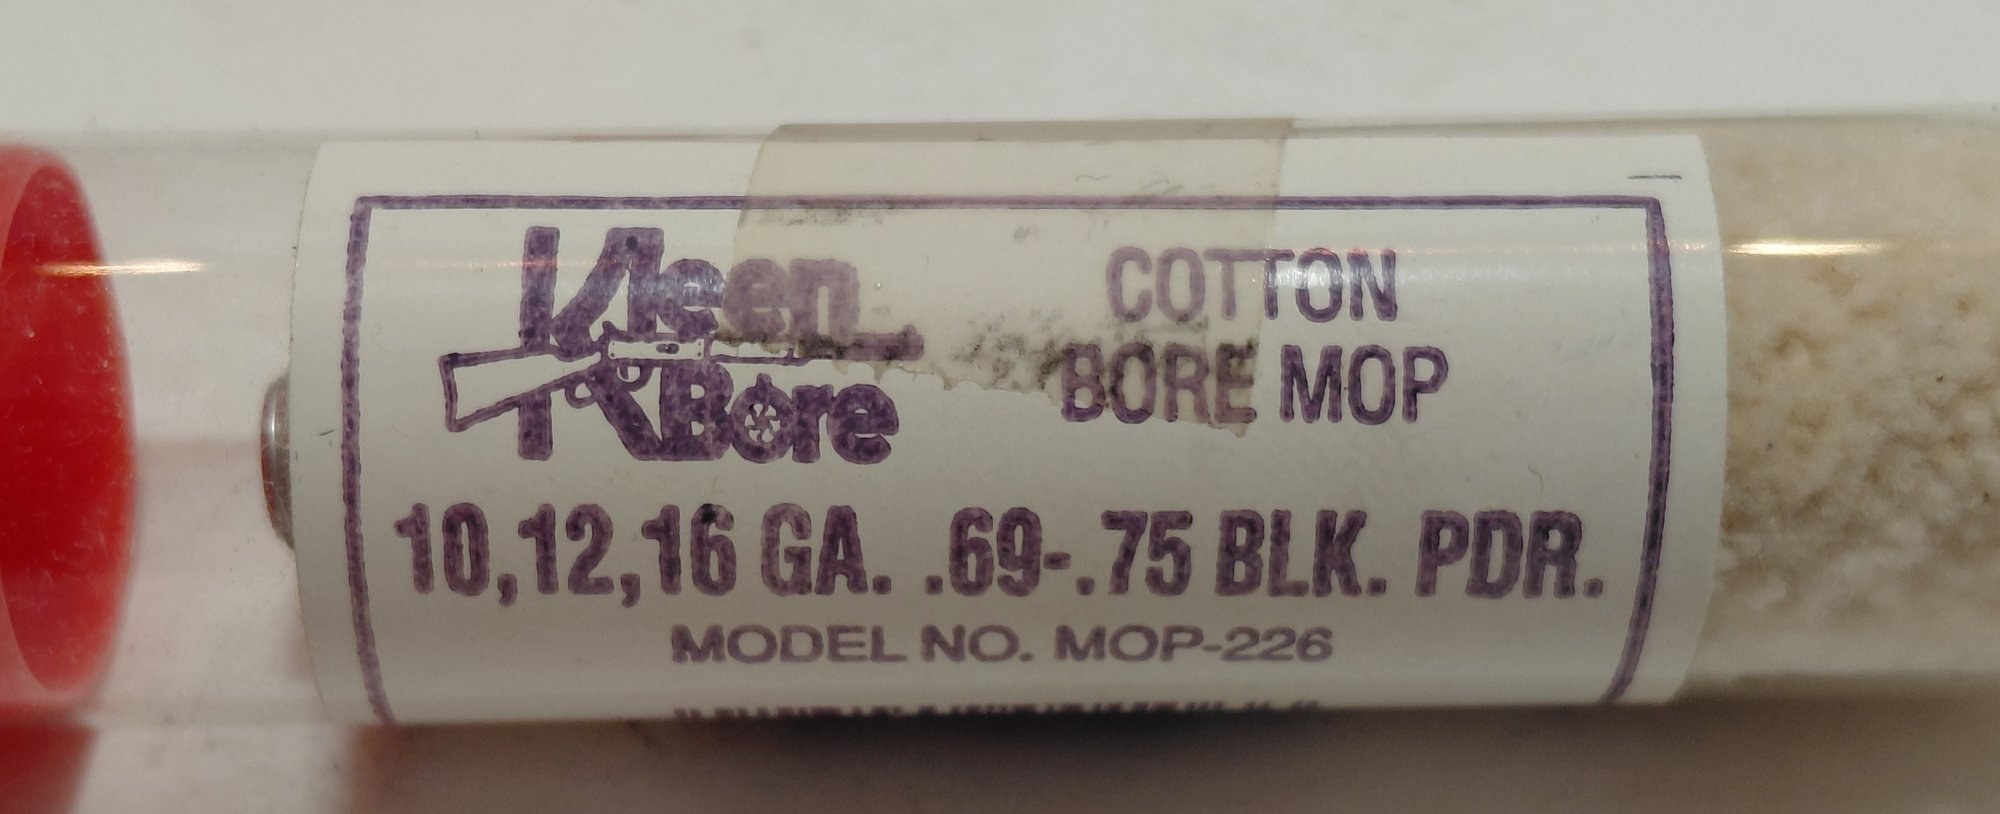 Kleen
Bore
COTTON
BORE MOP
10,12,16 GA. .69-.75 BLK. PDR.
MODEL NO. MOP-226